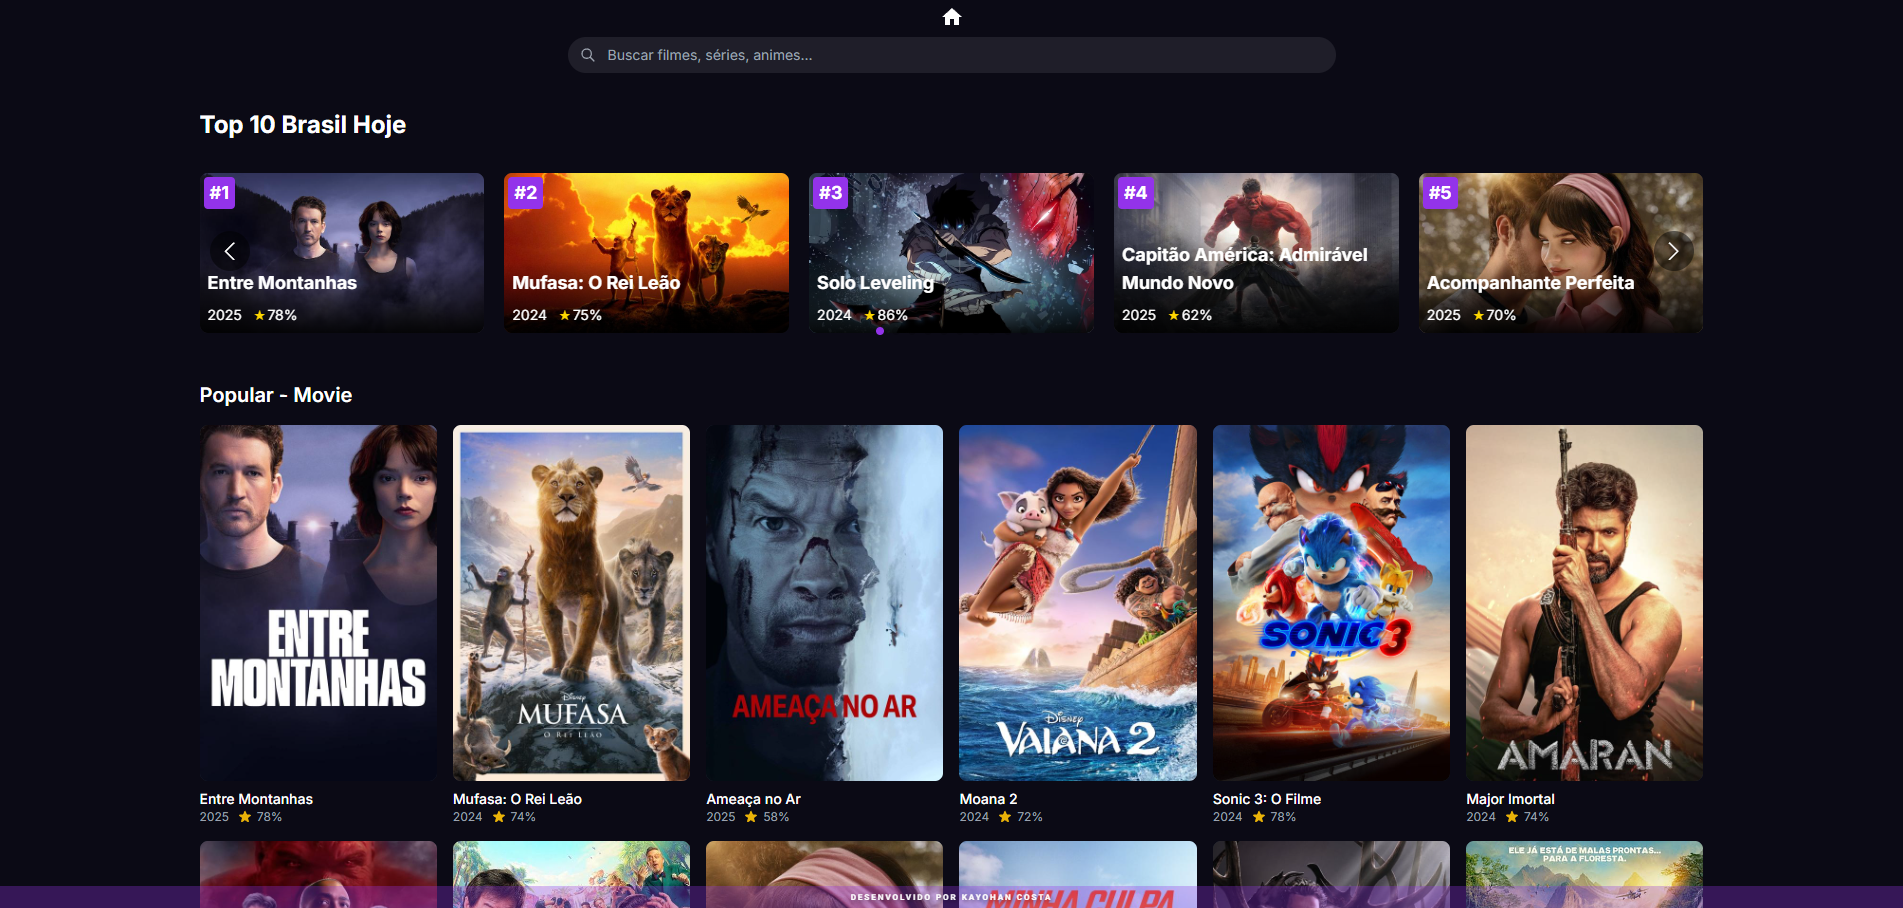 Buscar filmes, séries, animes...
Top 10 Brasil Hoje
#1
Entre Montanhas
2025 ★ 78%
#2
Mufasa: O Rei Leão
2024 ★ 75%
#3
Solo Leveling
2024 ★ 86%
#4
Capitão América: Admirável
Mundo Novo
2025 ★ 62%
#5
Acompanhante Perfeita
2025 ★ 70%
Popular - Movie
ENTRE
MONTANHAS
Entre Montanhas
2025 ★ 78%
Disney
MUFASA
O REI LEÃO
Mufasa: O Rei Leão
2024 ★ 74%
AMEAÇA NO AR
Ameaça no Ar
2025 ★ 58%
Disney
VAIANA 2
Moana 2
2024 ★ 72%
SONIC 3
Sonic 3: O Filme
2024 ★ 78%
AMARAN
Major Imortal
2024 ★ 74%
MINHA CULPA
ELE JÁ ESTÁ DE MALAS PRONTAS...
PARA A FLORESTA.
DESENVOLVIDO POR KAYOHAN COSTA